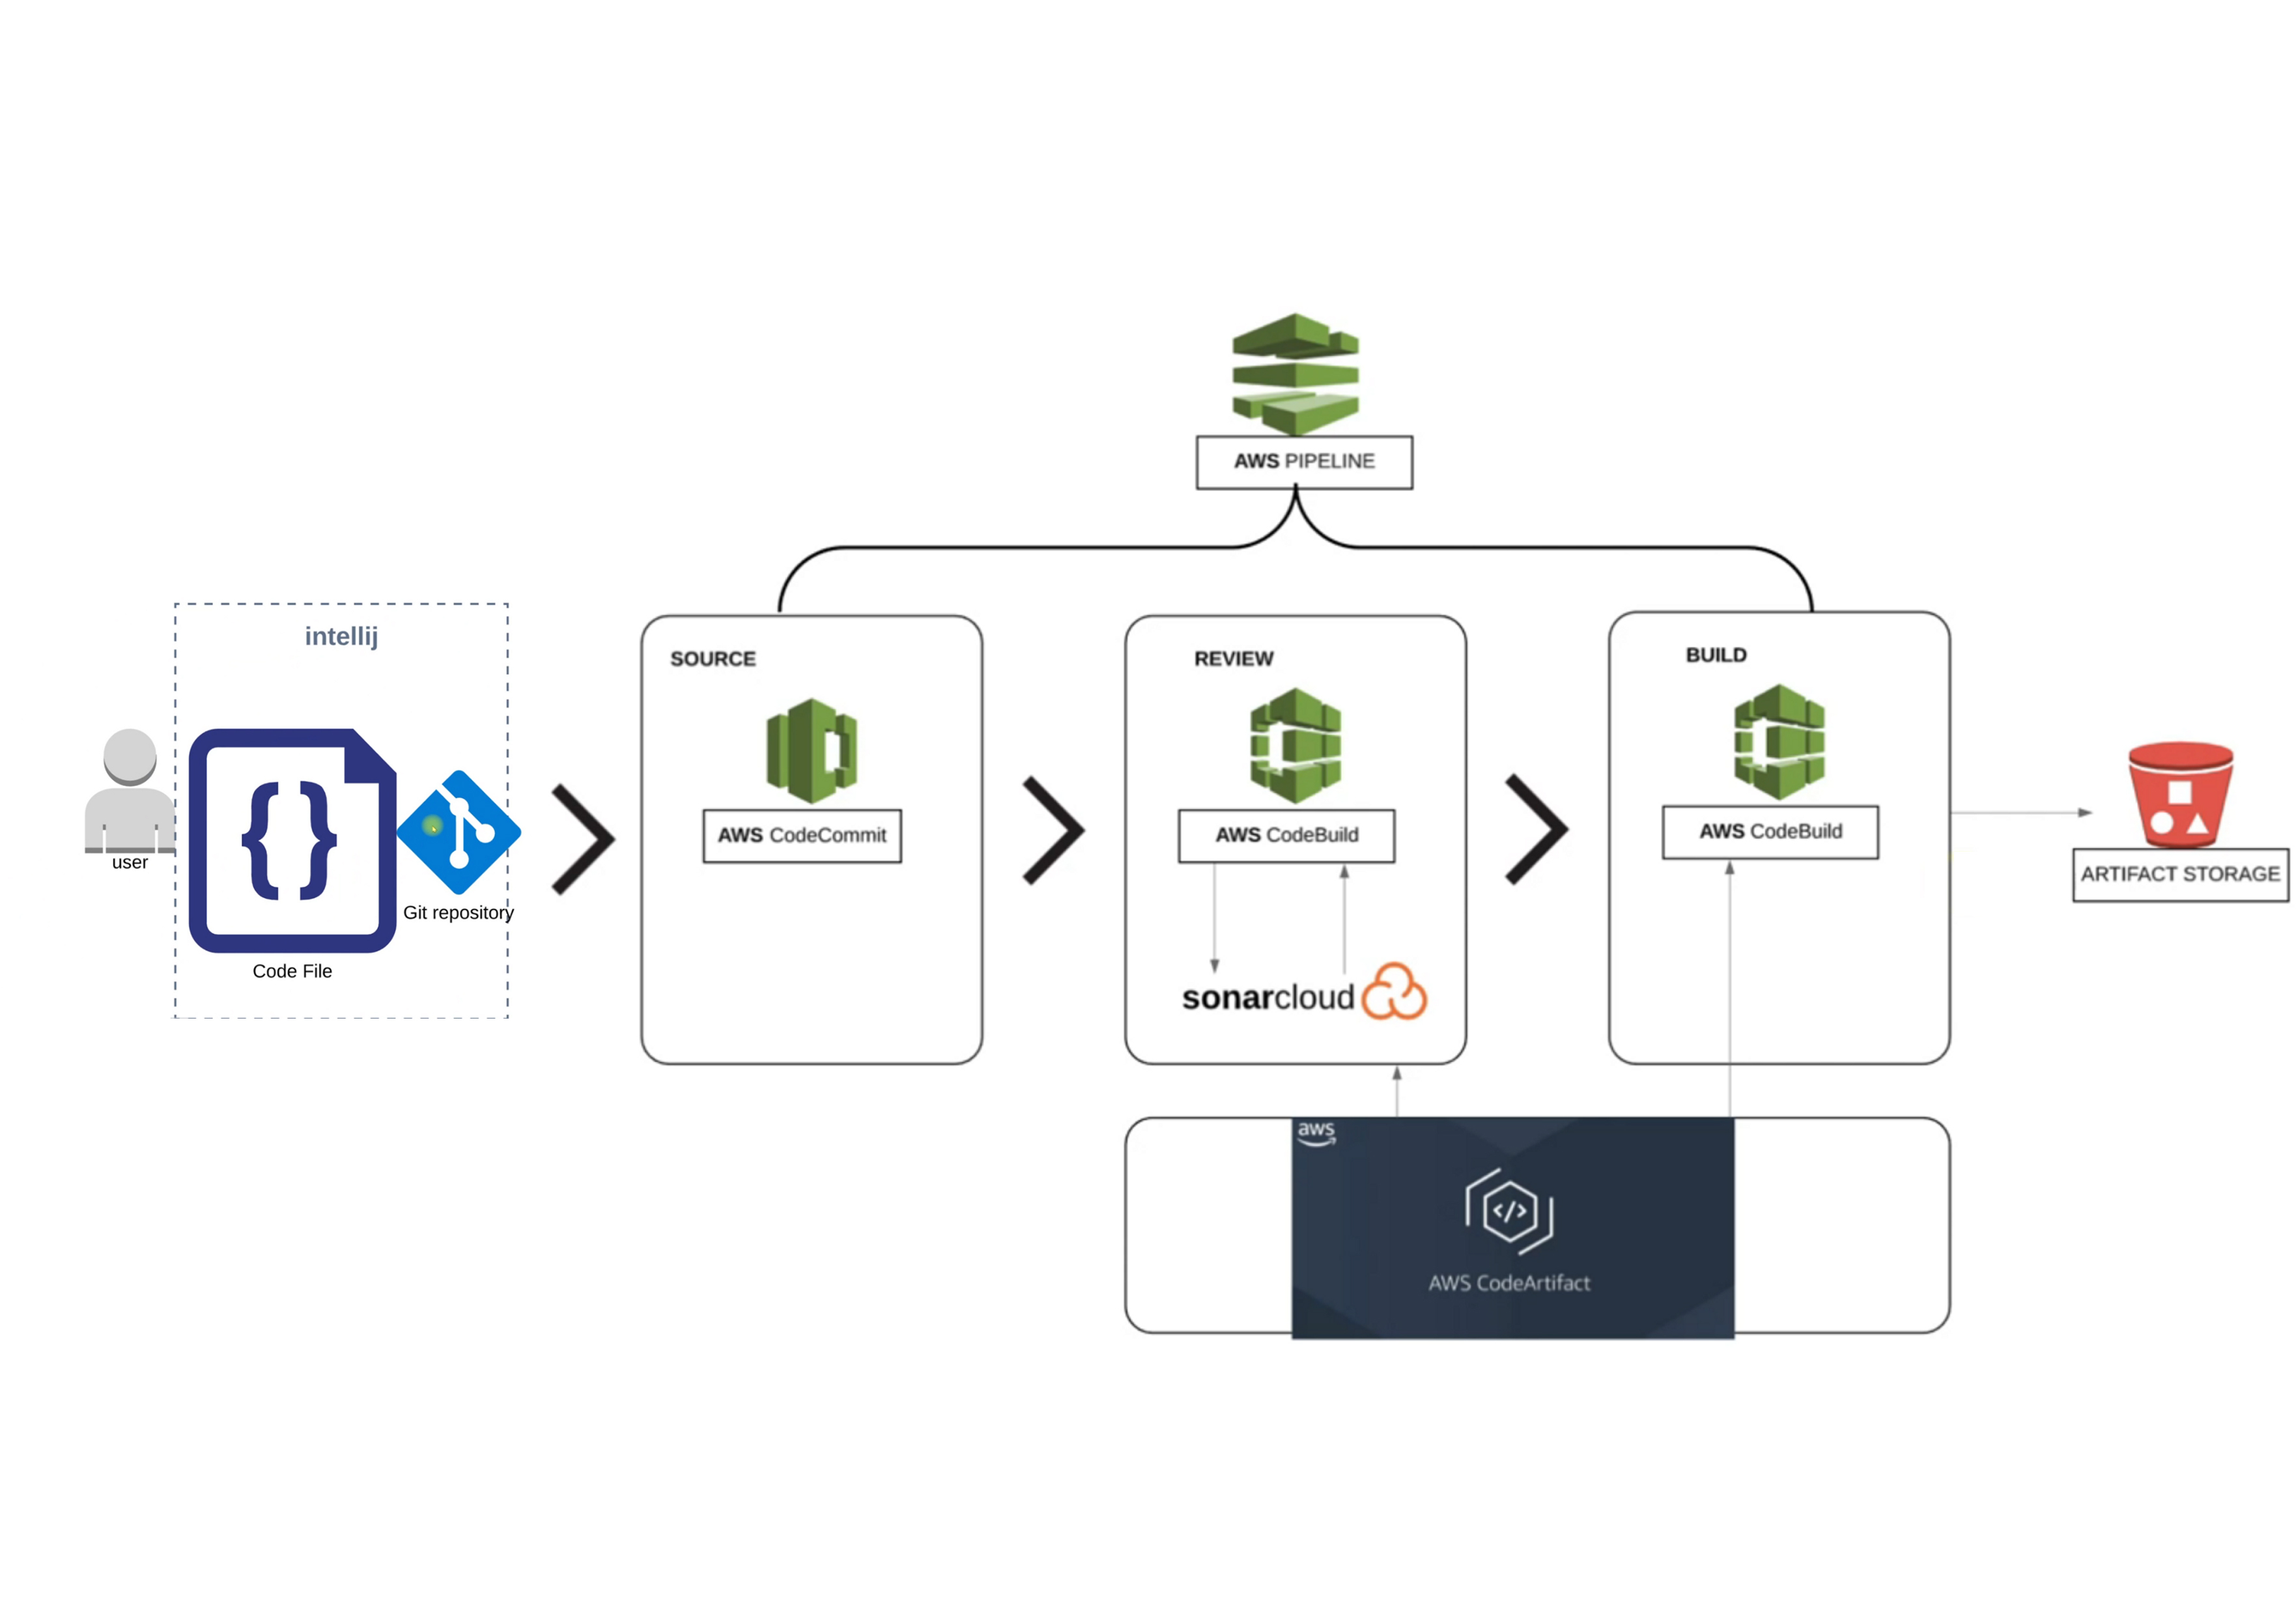 AWS PIPELINE
intellij
user
Code File
Git repository
SOURCE
AWS CodeCommit
REVIEW
AWS CodeBuild
sonarcloud
BUILD
AWS CodeBuild
ARTIFACT STORAGE
aws
</>
AWS CodeArtifact